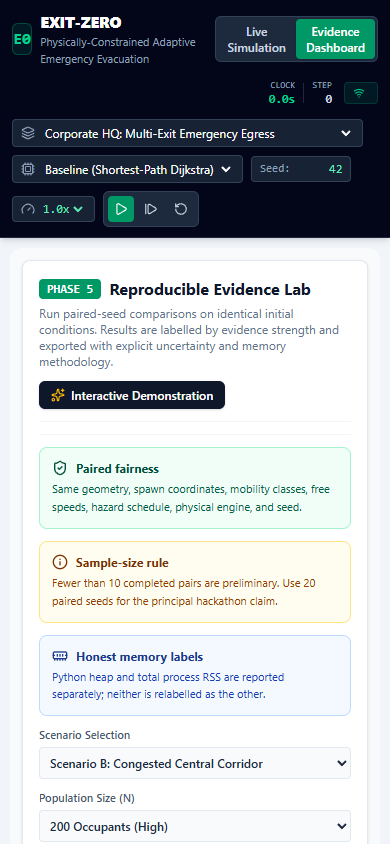 E0
EXIT-ZERO
Physically-Constrained Adaptive
Emergency Evacuation
Live
Simulation
Evidence
Dashboard
CLOCK
0.0s
STEP
0
Corporate HQ: Multi-Exit Emergency Egress
Baseline (Shortest-Path Dijkstra)
Seed: 42
1.0x
PHASE 5 Reproducible Evidence Lab
Run paired-seed comparisons on identical initial
conditions. Results are labelled by evidence strength and
exported with explicit uncertainty and memory
methodology.
Interactive Demonstration
Paired fairness
Same geometry, spawn coordinates, mobility classes, free
speeds, hazard schedule, physical engine, and seed.
Sample-size rule
Fewer than 10 completed pairs are preliminary. Use 20
paired seeds for the principal hackathon claim.
Honest memory labels
Python heap and total process RSS are reported
separately; neither is relabelled as the other.
Scenario Selection
Scenario B: Congested Central Corridor
Population Size (N)
200 Occupants (High)